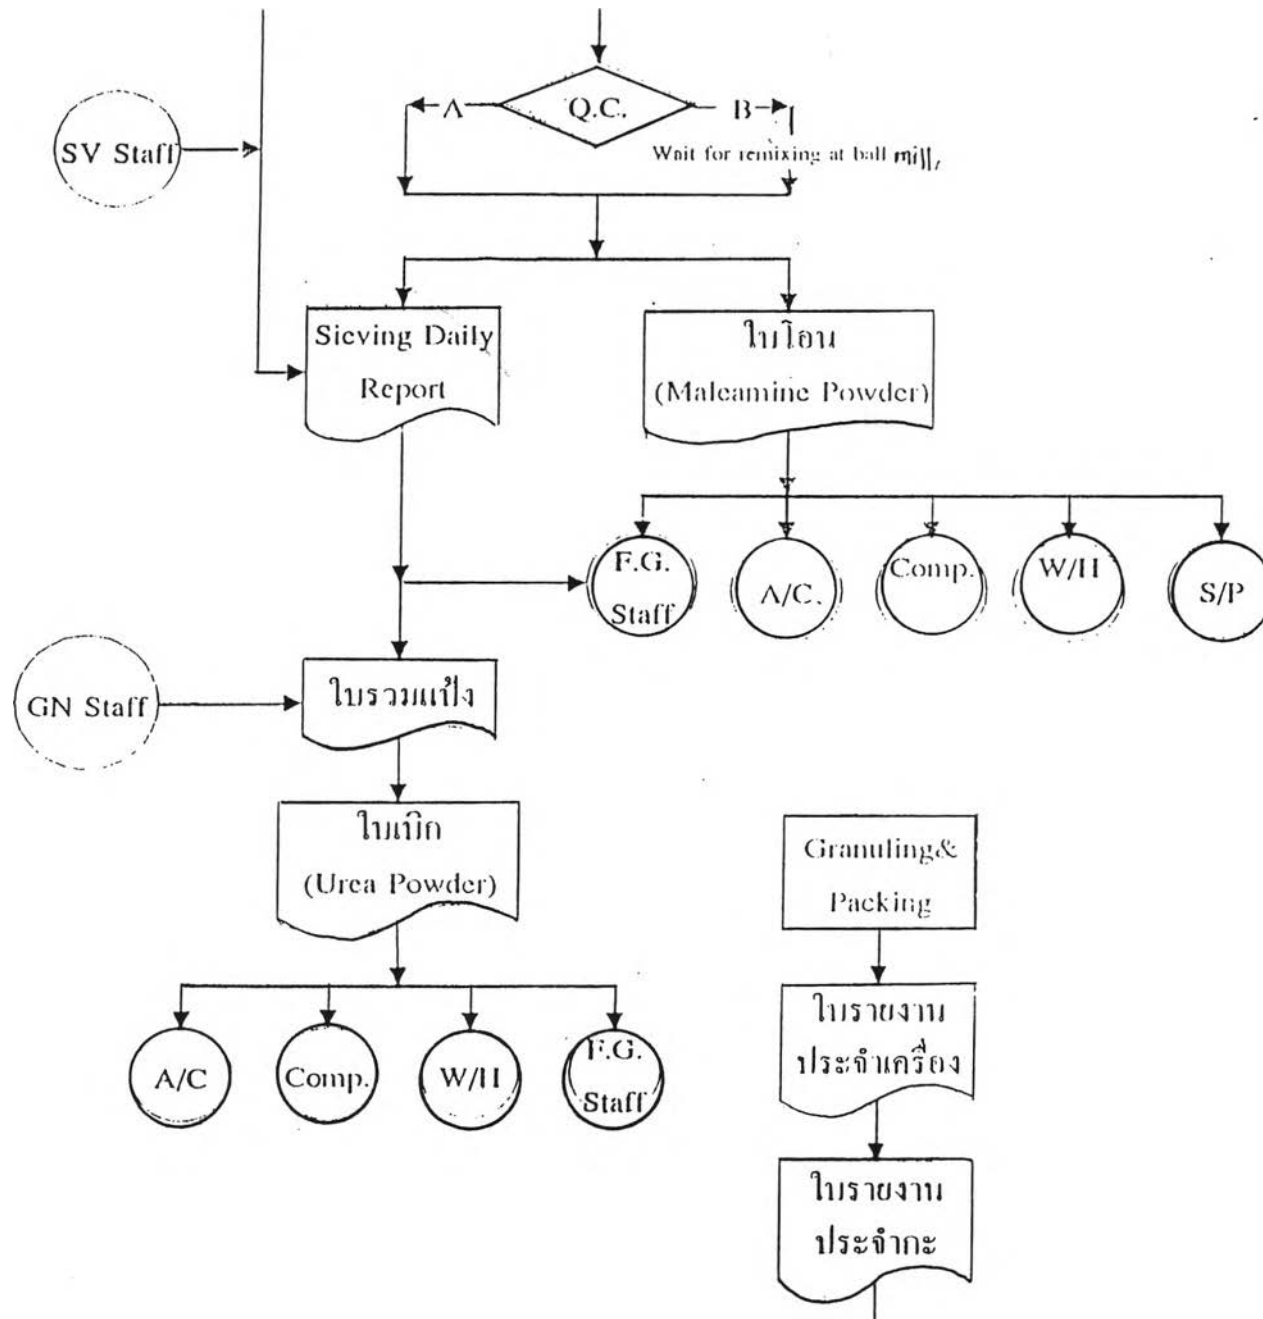 A
Q.C.
B
SV Staff
Wait for remixing at ball mill,
Sieving Daily
Report
ใบโอน
(Maleamine Powder)
F.G.
Staff
A/C.
Comp.
W/H
S/P
GN Staff
ใบรวมแป้ง
ใบเบิก
(Urea Powder)
Granuling&
Packing
ใบรายงาน
ประจำเครื่อง
A/C
Comp.
W/H
F.G.
Staff
ใบรายงาน
ประจำกะ